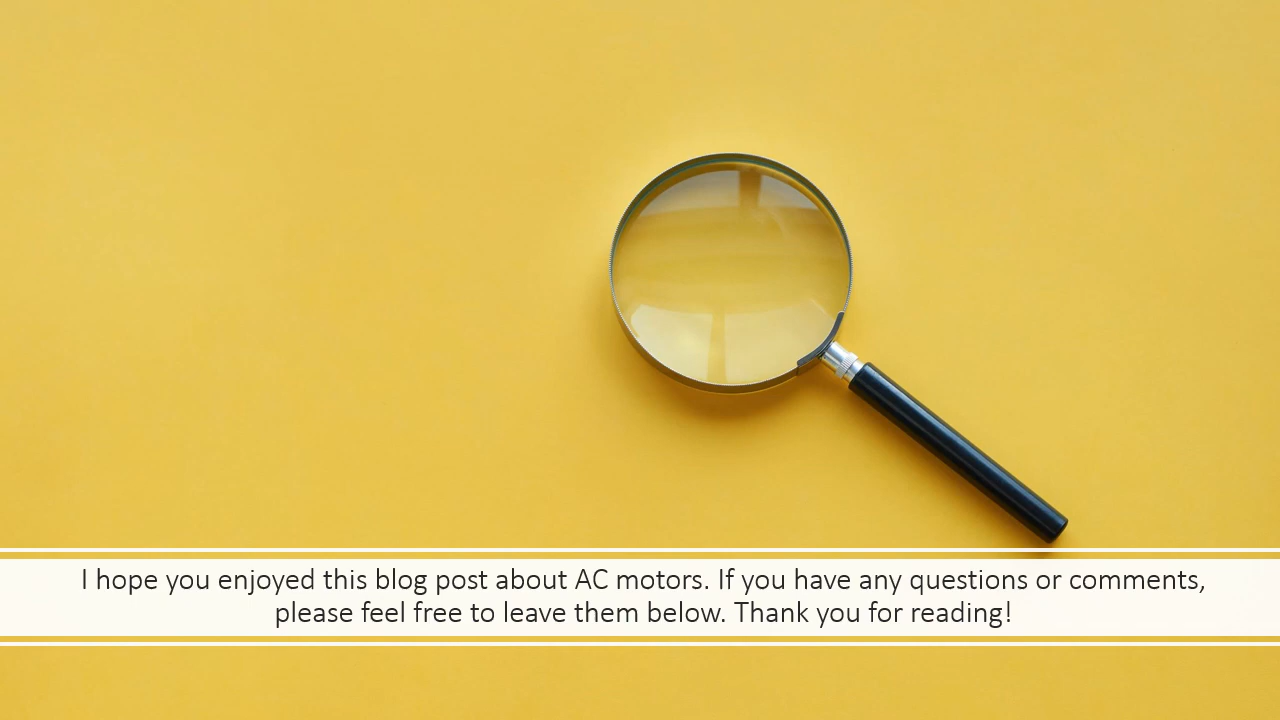 I hope you enjoyed this blog post about AC motors. If you have any questions or comments,
please feel free to leave them below. Thank you for reading!